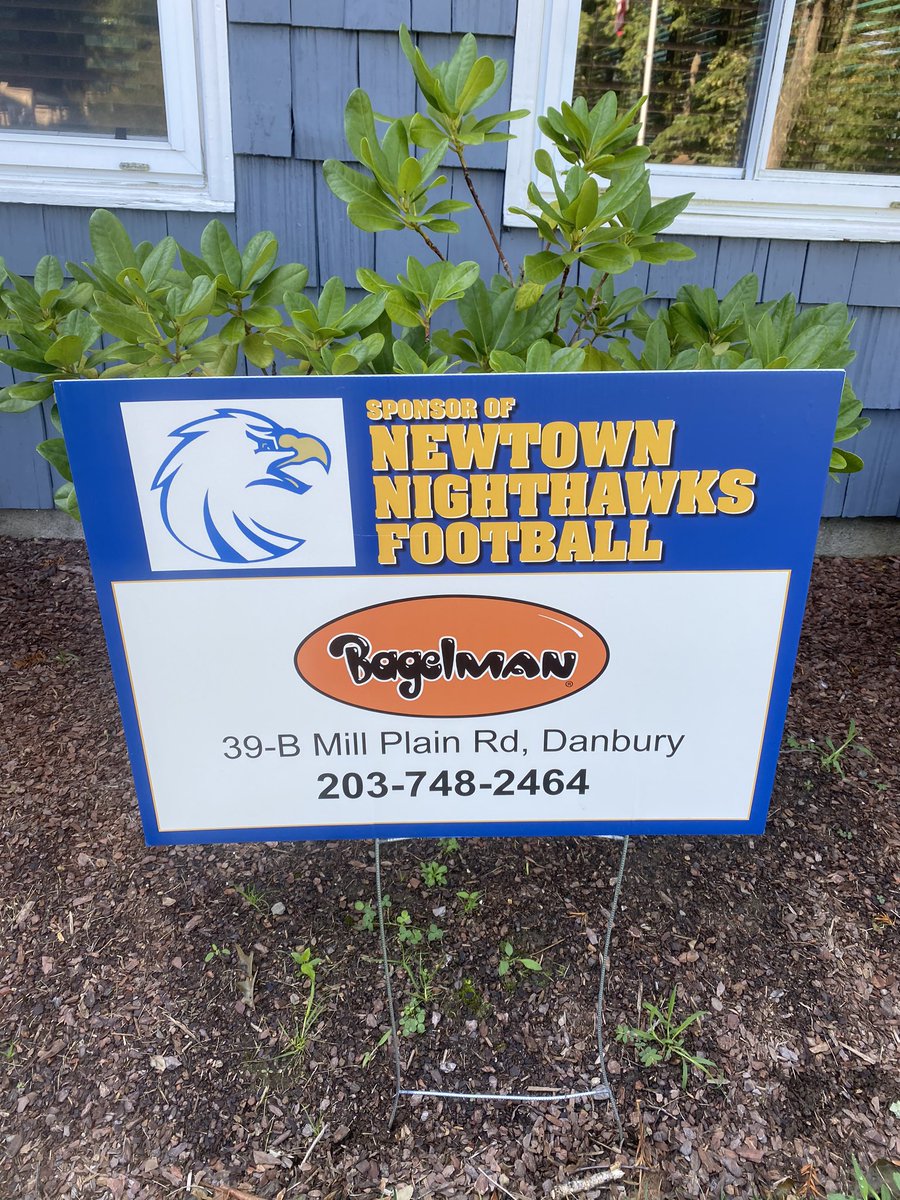 SPONSOR OF
NEWTOWN
NIGHTHAWKS
FOOTBALL
BagelMAN®
39-B Mill Plain Rd, Danbury
203-748-2464